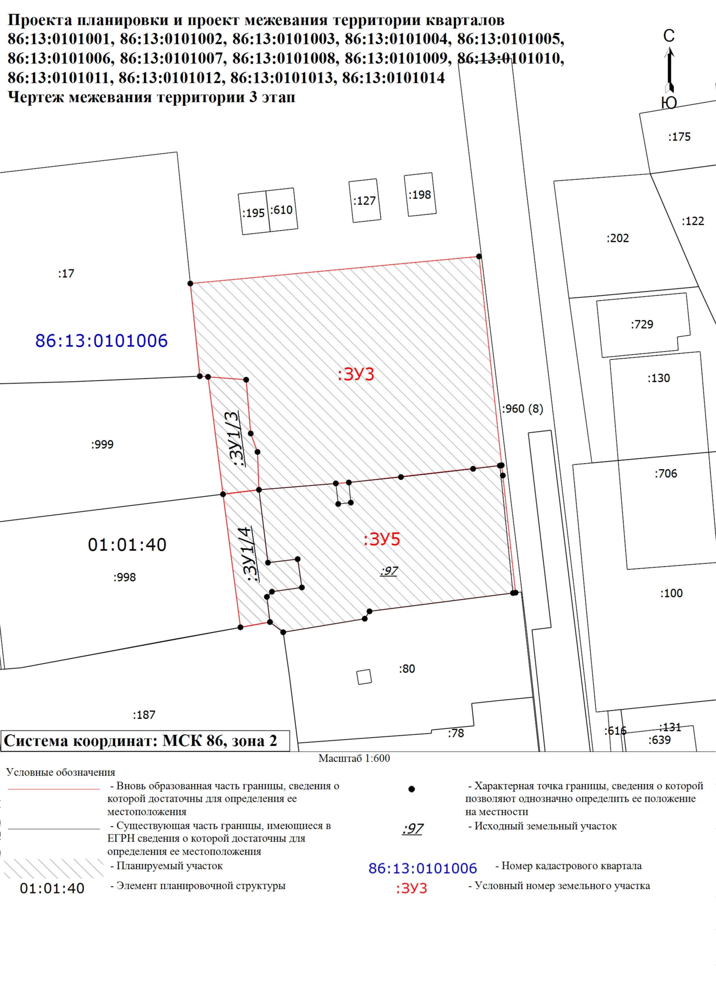 Проекта планировки и проект межевания территории кварталов
86:13:0101001, 86:13:0101002, 86:13:0101003, 86:13:0101004, 86:13:0101005,
86:13:0101006, 86:13:0101007, 86:13:0101008, 86:13:0101009, 86:13:0101010,
86:13:0101011, 86:13:0101012, 86:13:0101013, 86:13:0101014
Чертеж межевания территории 3 этап
С
Ю
:175
:195
:610
:127
:198
:122
:202
:17
:729
86:13:0101006
:ЗУ3
:130
:960 (8)
:999
:ЗУ1/3
:706
:ЗУ5
01:01:40
:ЗУ1/4
:97
:998
:100
:80
:187
:78
:616
:131
:639
Система координат: МСК 86, зона 2
Масштаб 1:600
Условные обозначения
- Вновь образованная часть границы, сведения о
которой достаточны для определения ее
местоположения
- Существующая часть границы, имеющиеся в
ЕГРН сведения о которой достаточны для
определения ее местоположения
- Планируемый участок
01:01:40 - Элемент планировочной структуры
- Характерная точка границы, сведения о которой
позволяют однозначно определить ее положение
на местности
:97 - Исходный земельный участок
86:13:0101006 - Номер кадастрового квартала
:ЗУ3 - Условный номер земельного участка